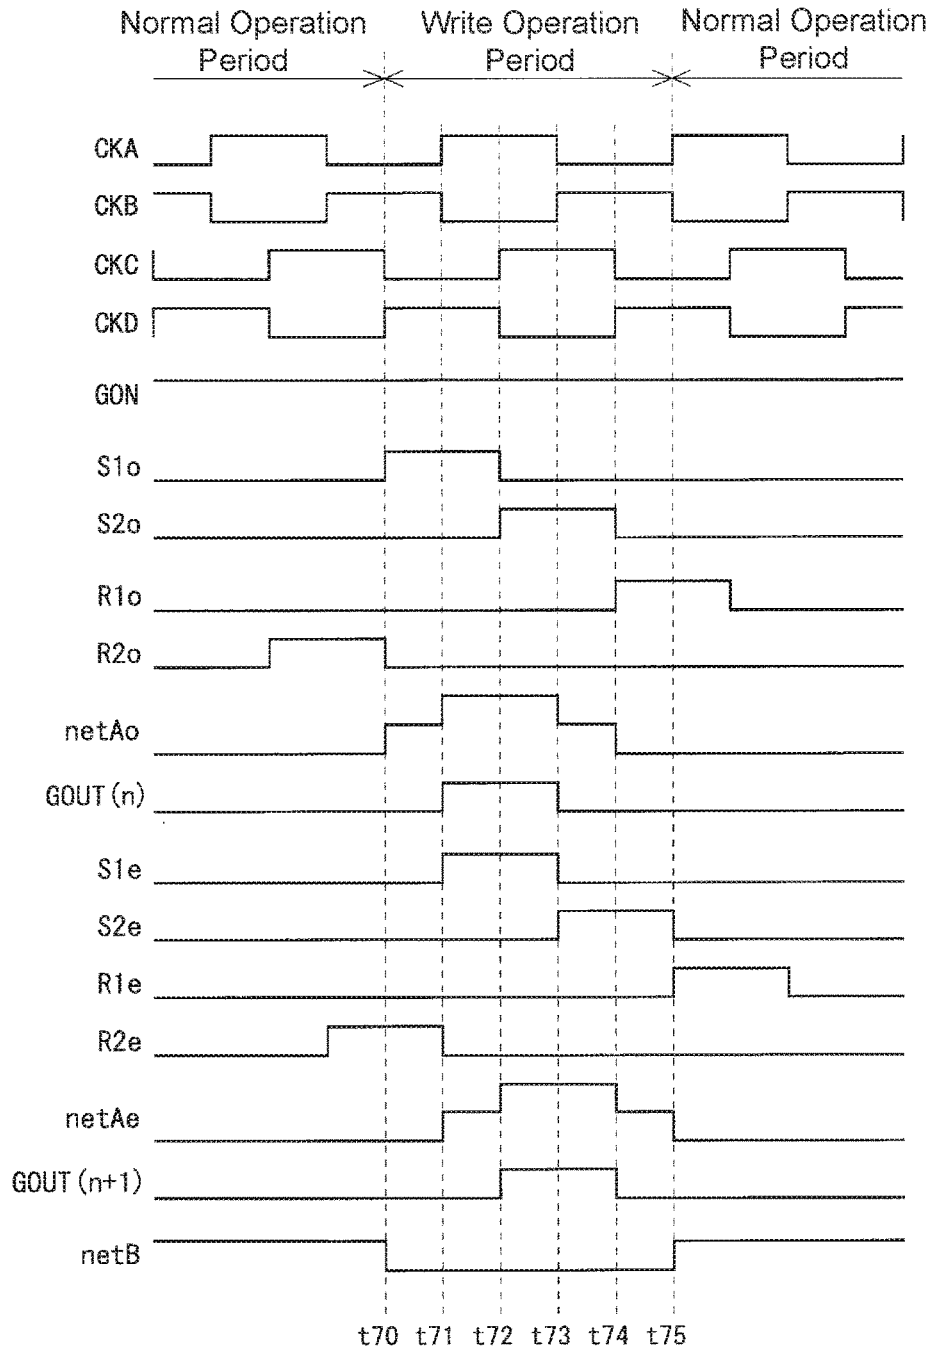 Normal Operation Period
Write Operation Period
Normal Operation Period
CKA
CKB
CKC
CKD
GON
S1o
S2o
R1o
R2o
netAo
GOUT(n)
S1e
S2e
R1e
R2e
netAe
GOUT(n+1)
netB
t70 t71 t72 t73 t74 t75